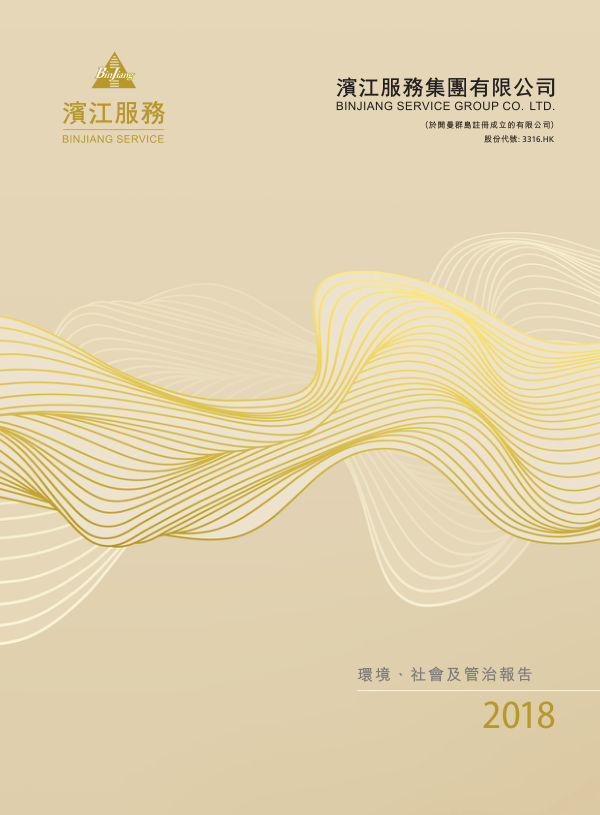 BinJiang
濱江服務
BINJIANG SERVICE
濱江服務集團有限公司
BINJIANG SERVICE GROUP CO. LTD.
(於開曼群島註冊成立的有限公司)
股份代號: 3316.HK
環境、社會及管治報告
2018